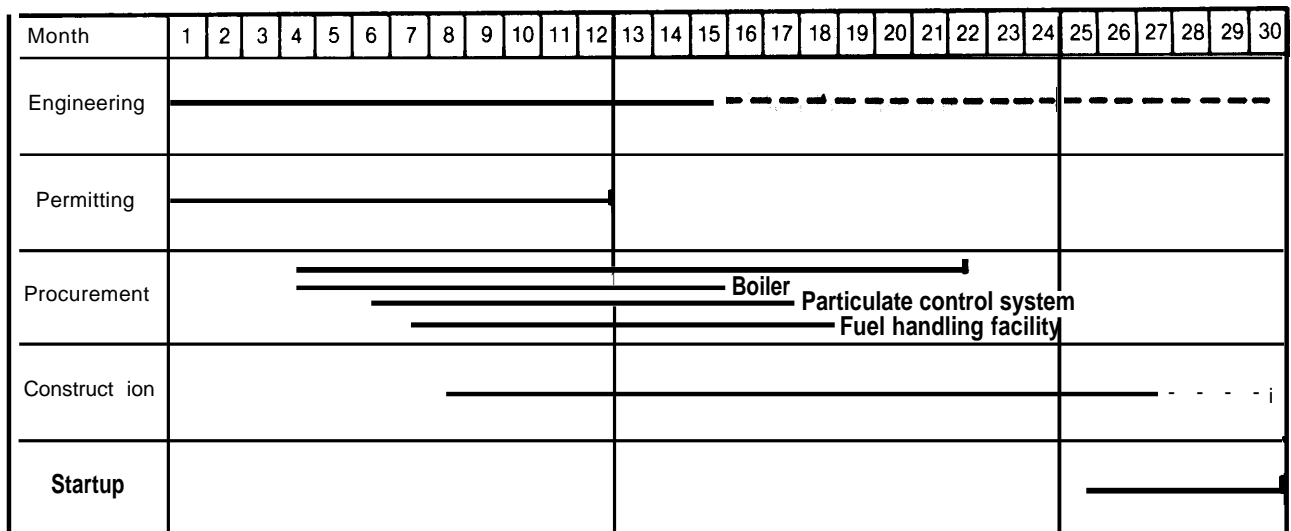 Month 1 2 3 4 5 6 7 8 9 10 11 12 13 14 15 16 17 18 19 20 21 22 23 24 25 26 27 28 29 30
Engineering
Permitting
Procurement
Boiler
Particulate control system
Fuel handling facility
Construct ion
Startup